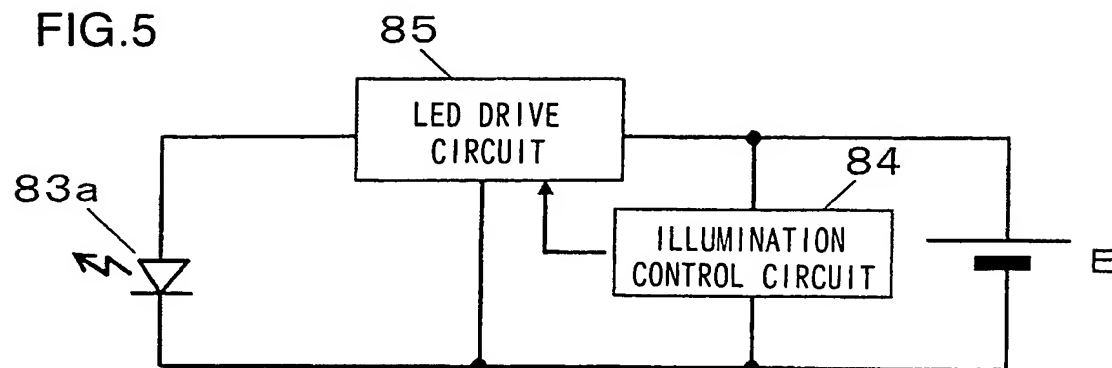 FIG.5
85
LED DRIVE
CIRCUIT
83a
84
ILLUMINATION
CONTROL CIRCUIT
E